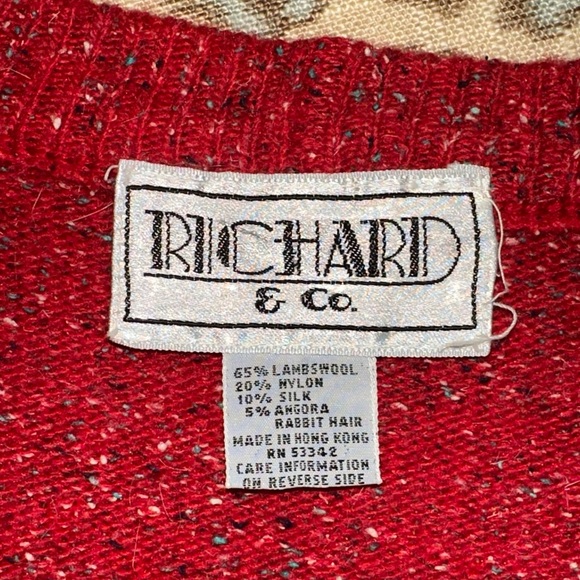 RICHARD
& Co.
65% LAMBSWOOL
20% NYLON
10% SILK
5% ANGORA
RABBIT HAIR
MADE IN HONG KONG
RN 53342
CARE INFORMATION
ON REVERSE SIDE